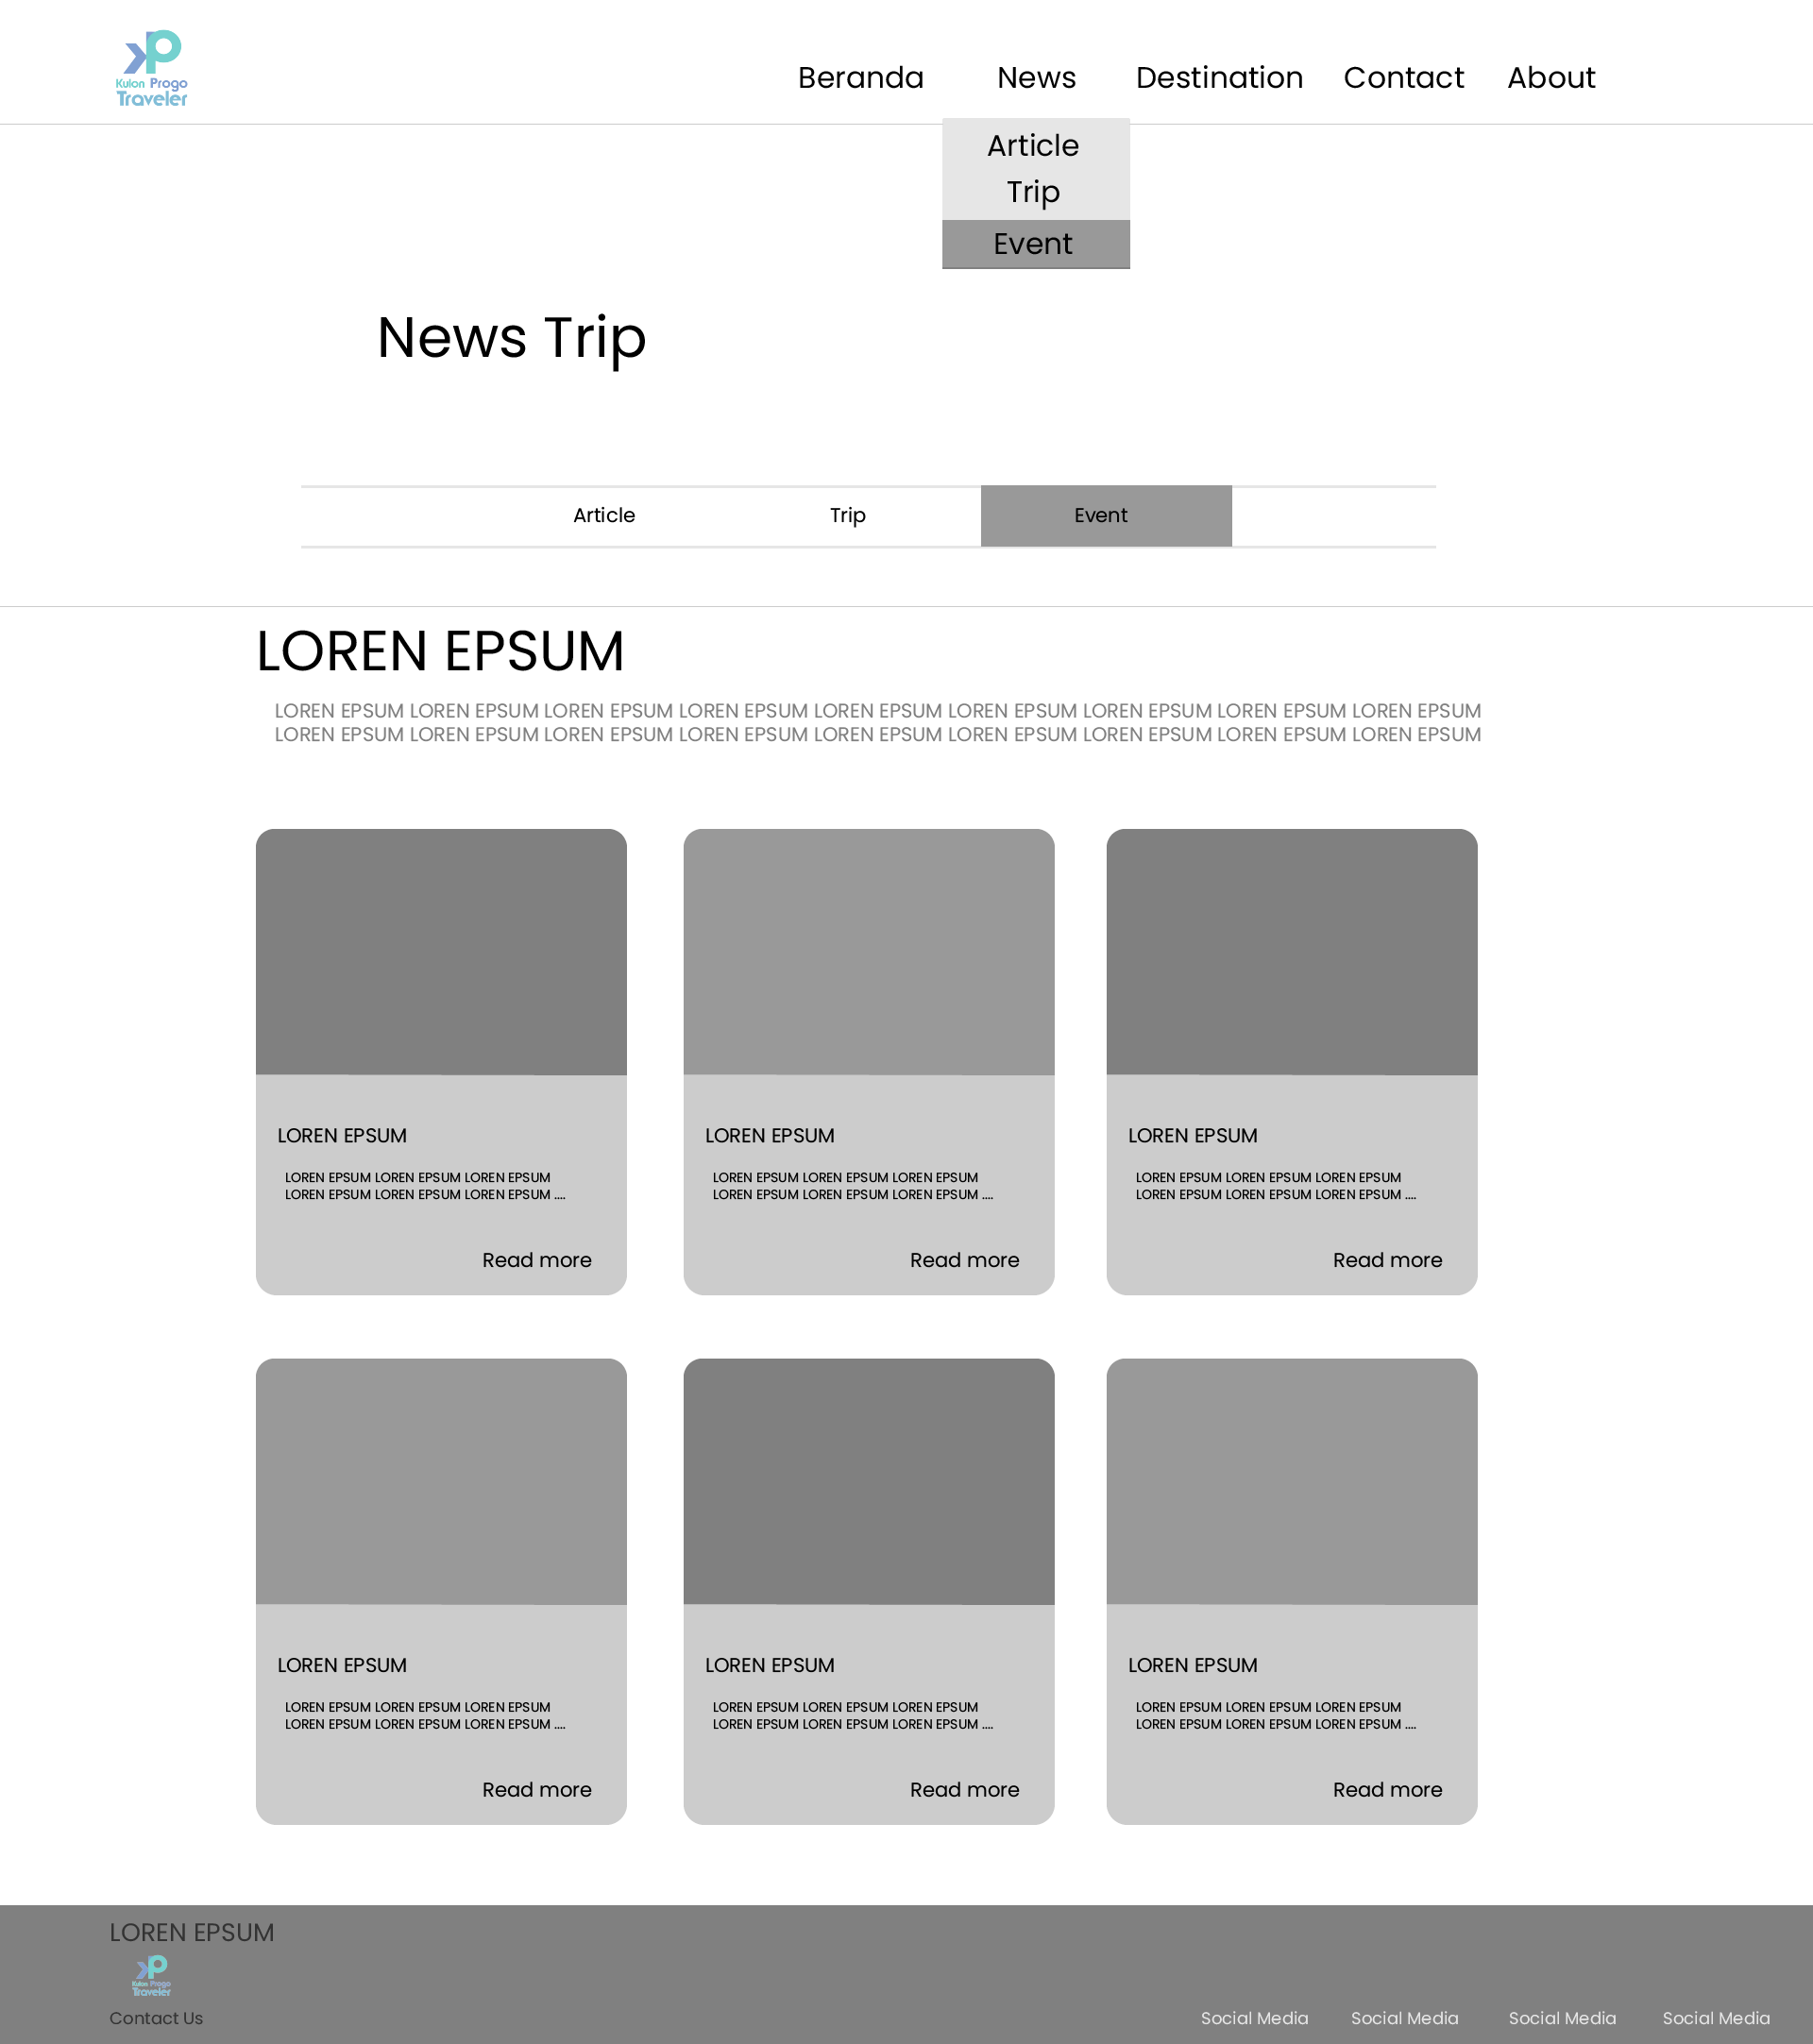 Kulon Progo
Traveler
Beranda News Destination Contact About
Article
Trip
Event
News Trip
Article Trip Event
LOREN EPSUM
LOREN EPSUM LOREN EPSUM LOREN EPSUM LOREN EPSUM LOREN EPSUM LOREN EPSUM LOREN EPSUM LOREN EPSUM LOREN EPSUM
LOREN EPSUM LOREN EPSUM LOREN EPSUM LOREN EPSUM LOREN EPSUM LOREN EPSUM LOREN EPSUM LOREN EPSUM LOREN EPSUM
LOREN EPSUM
LOREN EPSUM LOREN EPSUM LOREN EPSUM
LOREN EPSUM LOREN EPSUM LOREN EPSUM ....
Read more
LOREN EPSUM
LOREN EPSUM LOREN EPSUM LOREN EPSUM
LOREN EPSUM LOREN EPSUM LOREN EPSUM ....
Read more
LOREN EPSUM
LOREN EPSUM LOREN EPSUM LOREN EPSUM
LOREN EPSUM LOREN EPSUM LOREN EPSUM ....
Read more
LOREN EPSUM
LOREN EPSUM LOREN EPSUM LOREN EPSUM
LOREN EPSUM LOREN EPSUM LOREN EPSUM ....
Read more
LOREN EPSUM
LOREN EPSUM LOREN EPSUM LOREN EPSUM
LOREN EPSUM LOREN EPSUM LOREN EPSUM ....
Read more
LOREN EPSUM
LOREN EPSUM LOREN EPSUM LOREN EPSUM
LOREN EPSUM LOREN EPSUM LOREN EPSUM ....
Read more
LOREN EPSUM
Kulon Progo
Traveler
Contact Us
Social Media Social Media Social Media Social Media